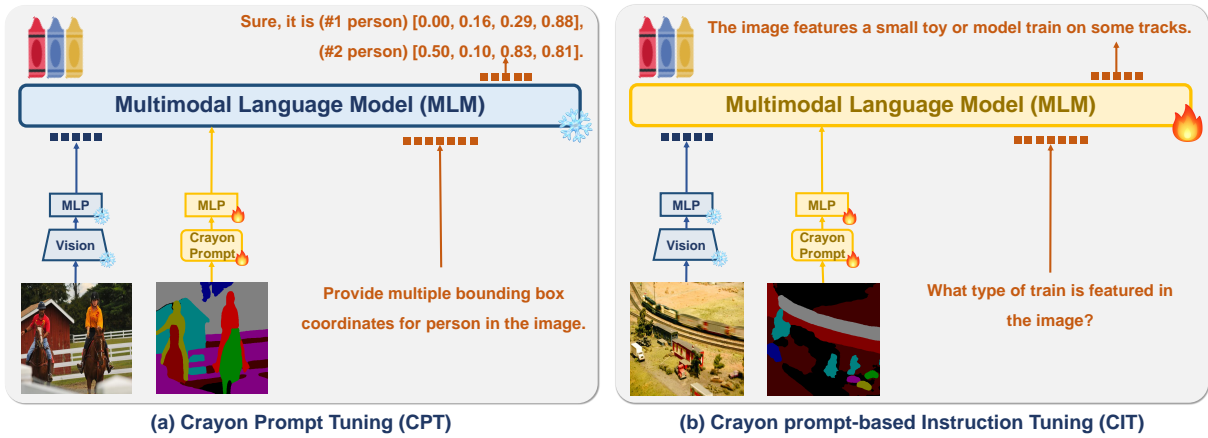 Sure, it is (#1 person) [0.00, 0.16, 0.29, 0.88],
(#2 person) [0.50, 0.10, 0.83, 0.81].
Multimodal Language Model (MLM)
MLP
MLP
Vision
Crayon
Prompt
Provide multiple bounding box
coordinates for person in the image.
(a) Crayon Prompt Tuning (CPT)
The image features a small toy or model train on some tracks.
Multimodal Language Model (MLM)
MLP
MLP
Vision
Crayon
Prompt
What type of train is featured in
the image?
(b) Crayon prompt-based Instruction Tuning (CIT)